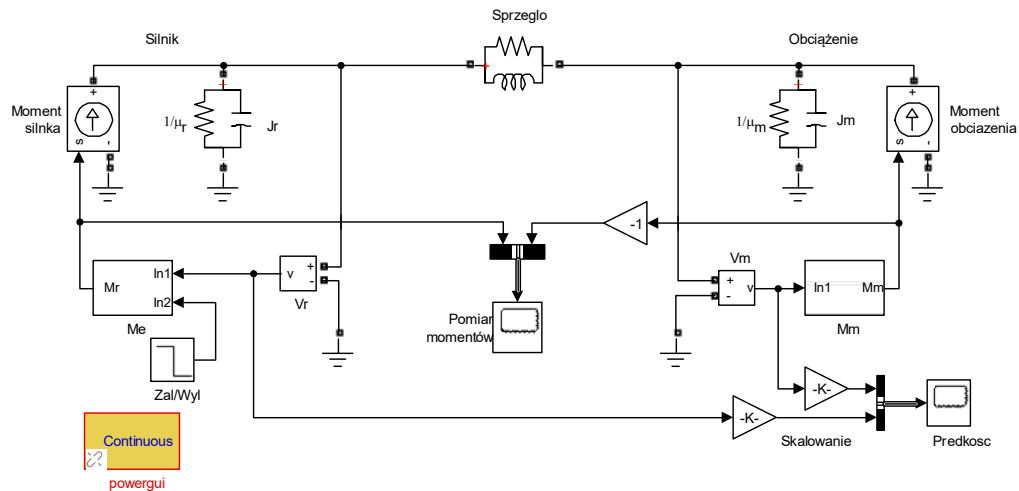 Sprzeglo
Silnik
Obciążenie
Moment
silnka
+
s
-
1/μr
+
Jr
+
1/μm
+
Jm
+
s
-
Moment
obciazenia
-1
Mr
In1
In2
Me
v
+
-
Vr
Pomiar
momentów
Vm
+
-
v
In1
Mm
Mm
Zal/Wyl
-K-
-K-
Skalowanie
Predkosc
Continuous
powergui